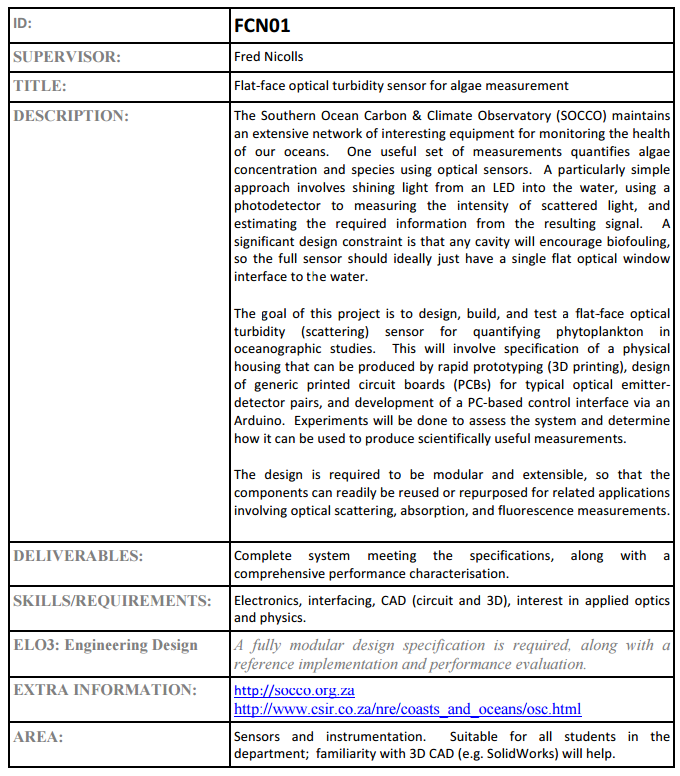 ID:
FCN01
SUPERVISOR:
Fred Nicolls
TITLE:
Flat-face optical turbidity sensor for algae measurement
DESCRIPTION:
The Southern Ocean Carbon & Climate Observatory (SOCCO) maintains
an extensive network of interesting equipment for monitoring the health
of our oceans. One useful set of measurements quantifies algae
concentration and species using optical sensors. A particularly simple
approach involves shining light from an LED into the water, using a
photodetector to measuring the intensity of scattered light, and
estimating the required information from the resulting signal. A
significant design constraint is that any cavity will encourage biofouling,
so the full sensor should ideally just have a single flat optical window
interface to the water.
The goal of this project is to design, build, and test a flat-face optical
turbidity (scattering) sensor for quantifying phytoplankton in
oceanographic studies. This will involve specification of a physical
housing that can be produced by rapid prototyping (3D printing), design
of generic printed circuit boards (PCBs) for typical optical emitter-
detector pairs, and development of a PC-based control interface via an
Arduino. Experiments will be done to assess the system and determine
how it can be used to produce scientifically useful measurements.
The design is required to be modular and extensible, so that the
components can readily be reused or repurposed for related applications
involving optical scattering, absorption, and fluorescence measurements.
DELIVERABLES:
Complete system meeting the specifications, along with a
comprehensive performance characterisation.
SKILLS/REQUIREMENTS:
Electronics, interfacing, CAD (circuit and 3D), interest in applied optics
and physics.
ELO3: Engineering Design
A fully modular design specification is required, along with a
reference implementation and performance evaluation.
EXTRA INFORMATION:
http://socco.org.za
http://www.csir.co.za/nre/coasts_and_oceans/osc.html
AREA:
Sensors and instrumentation. Suitable for all students in the
department; familiarity with 3D CAD (e.g. SolidWorks) will help.